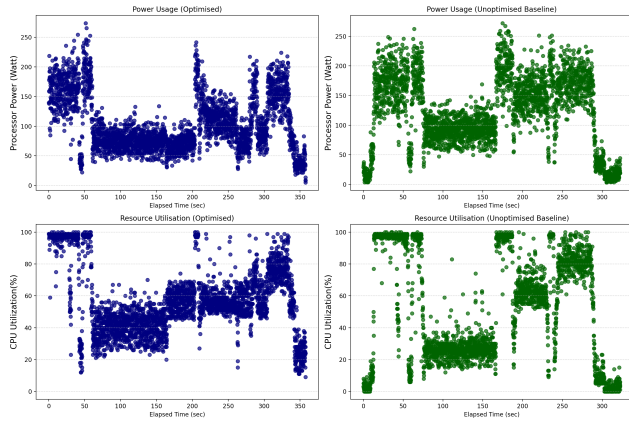 Power Usage (Optimised)
Processor Power (Watt)
250
200
150
100
50
0
0 50 100 150 200 250 300 350
Elapsed Time (sec)
Power Usage (Unoptimised Baseline)
Processor Power (Watt)
250
200
150
100
50
0
0 50 100 150 200 250 300
Elapsed Time (sec)
Resource Utilisation (Optimised)
CPU Utilization(%)
100
80
60
40
20
0
0 50 100 150 200 250 300 350
Elapsed Time (sec)
Resource Utilisation (Unoptimised Baseline)
CPU Utilization(%)
100
80
60
40
20
0
0 50 100 150 200 250 300
Elapsed Time (sec)